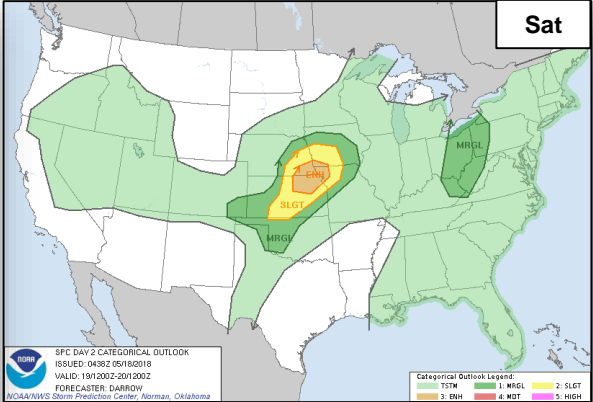 Sat
MRGL
ENH
SLGT
MRGL
NOAA
SPC DAY 2 CATEGORICAL OUTLOOK
ISSUED: 0438Z 05/18/2018
VALID: 19/1200Z-20/1200Z
FORECASTER: DARROW
NOAA/NWS Storm Prediction Center, Norman, Oklahoma
Categorical Outlook Legend:
TSTM 1: MRGL 2: SLGT
3: ENH 4: MDT 5: HIGH